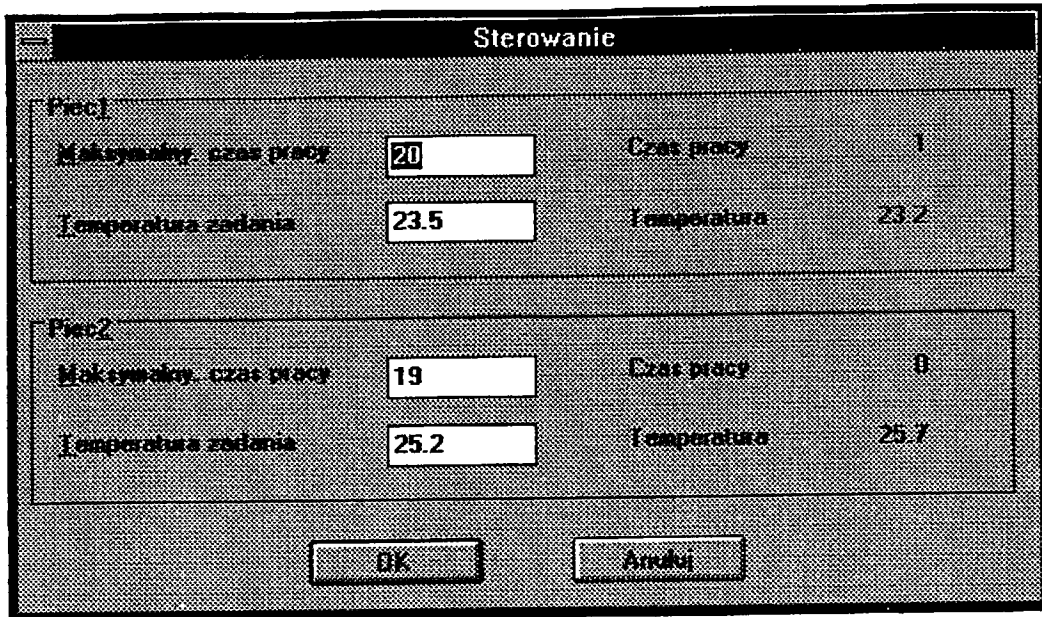 Sterowanie
Piec1
Maksymalny. czas pracy 20 Czas pracy 1
Temperatura zadania 23.5 Temperatura 23.2
Piec2
Maksymalny. czas pracy 19 Czas pracy 0
Temperatura zadania 25.2 Temperatura 25.7
OK Anuluj